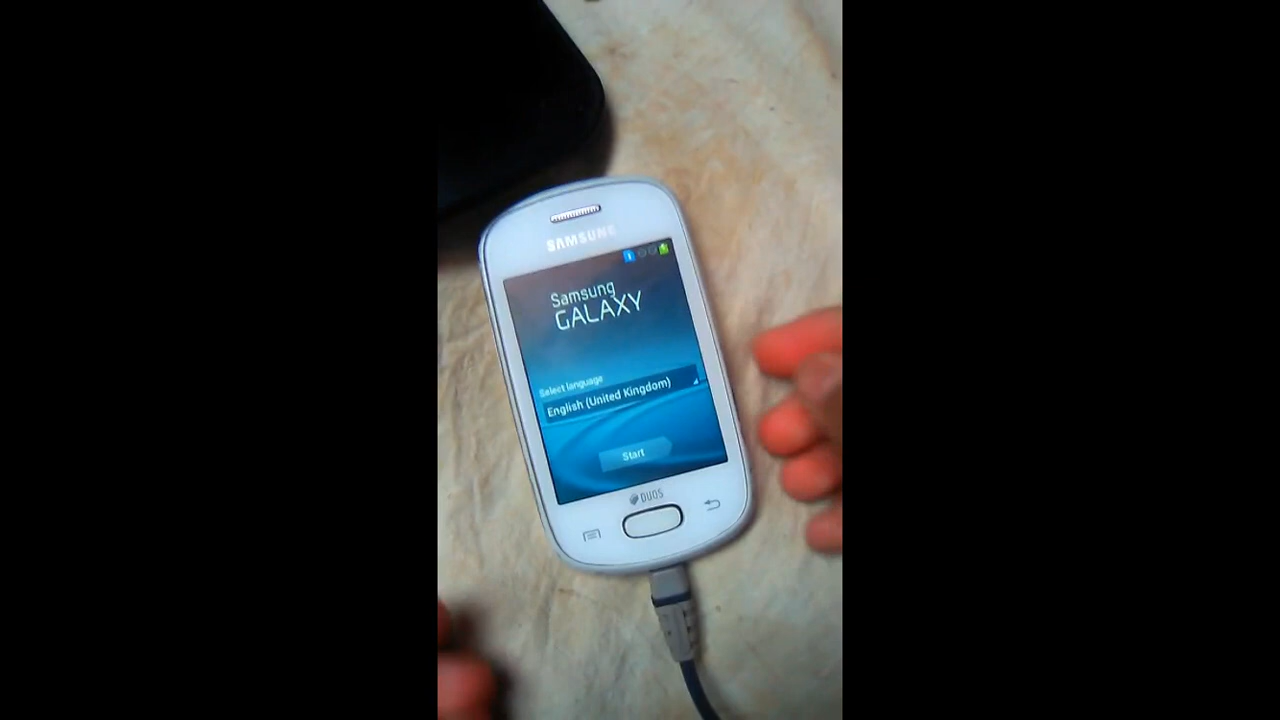 SAMSUNG
Samsung
GALAXY
Select language
English (United Kingdom)
Start
DUOS